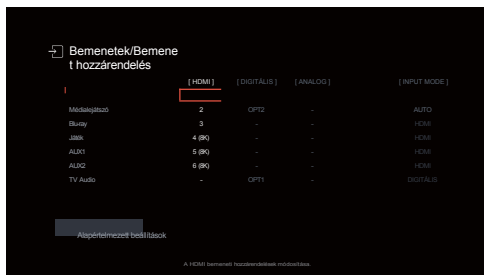 Bemenetek/Bemene
t hozzárendelés
[ HDMI ] [ DIGITÁLIS ] [ ANALOG ] [ INPUT MODE ]
Médialejátszó 2 OPT2 - AUTO
Blu-ray 3 - - HDMI
Játék 4 (8K) - - HDMI
AUX1 5 (8K) - - HDMI
AUX2 6 (8K) - - HDMI
TV Audio - OPT1 - DIGITÁLIS
Alapértelmezett beállítások
A HDMI bemeneti hozzárendelések módosítása.